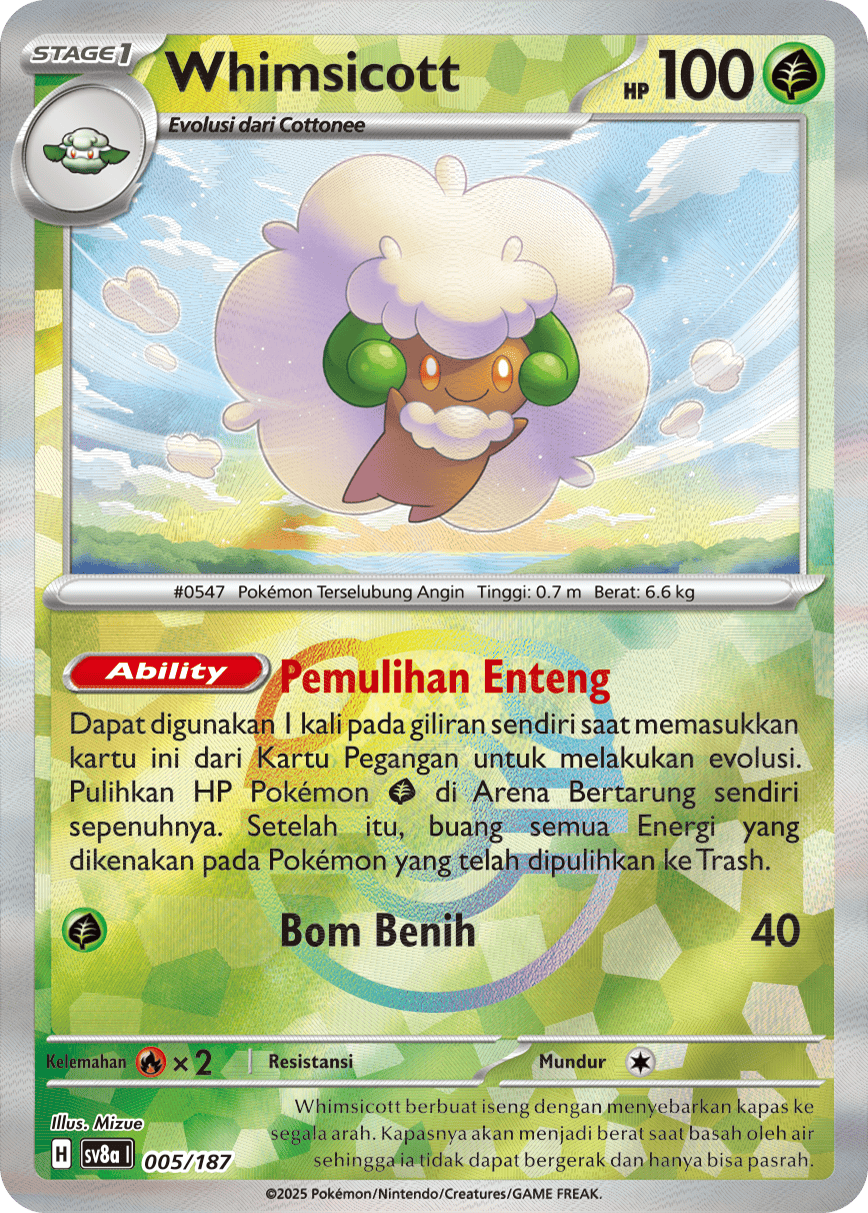 STAGE1 Whimsicott HP 100
Evolusi dari Cottonee
#0547 Pokémon Terselubung Angin Tinggi: 0.7 m Berat: 6.6 kg
Ability Pemulihan Enteng
Dapat digunakan 1 kali pada giliran sendiri saat memasukkan
kartu ini dari Kartu Pegangan untuk melakukan evolusi.
Pulihkan HP Pokémon di Arena Bertarung sendiri
sepenuhnya. Setelah itu, buang semua Energi yang
dikenakan pada Pokémon yang telah dipulihkan ke Trash.
Bom Benih 40
Kelemahan ×2 Resistansi Mundur
Whimsicott berbuat iseng dengan menyebarkan kapas ke
segala arah. Kapasnya akan menjadi berat saat basah oleh air
sehingga ia tidak dapat bergerak dan hanya bisa pasrah.
Illus. Mizue
H sv8a I 005/187
©2025 Pokémon/Nintendo/Creatures/GAME FREAK.